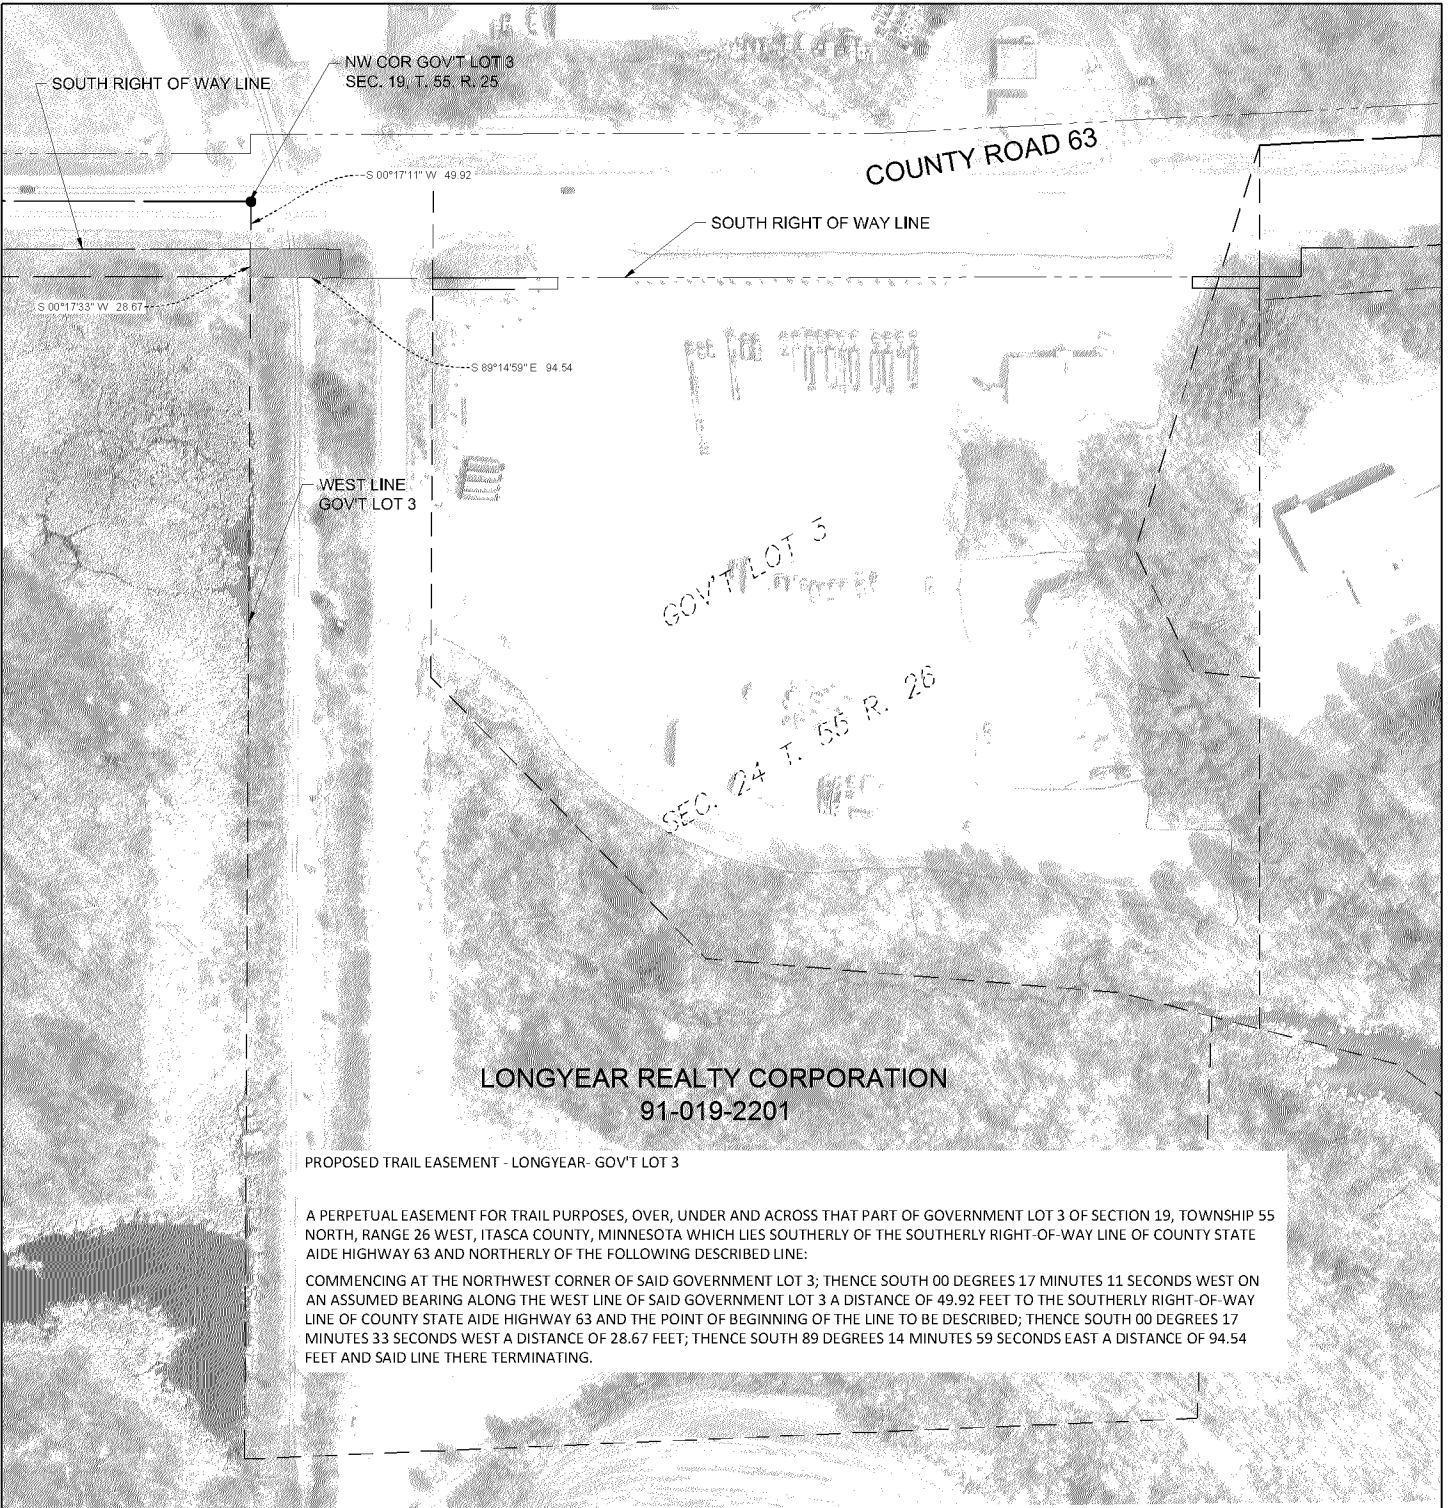 NW COR GOV'T LOT 3
SEC. 19, T. 55, R. 25
SOUTH RIGHT OF WAY LINE
COUNTY ROAD 63
S 00°17'11" W 49.92
SOUTH RIGHT OF WAY LINE
S 00°17'33" W 28.67
S 89°14'59" E 94.54
WEST LINE
GOV'T LOT 3
GOV'T LOT 3
SEC. 24 T. 55 R. 26
LONGYEAR REALTY CORPORATION
91-019-2201
PROPOSED TRAIL EASEMENT - LONGYEAR- GOV'T LOT 3
A PERPETUAL EASEMENT FOR TRAIL PURPOSES, OVER, UNDER AND ACROSS THAT PART OF GOVERNMENT LOT 3 OF SECTION 19, TOWNSHIP 55
NORTH, RANGE 26 WEST, ITASCA COUNTY, MINNESOTA WHICH LIES SOUTHERLY OF THE SOUTHERLY RIGHT-OF-WAY LINE OF COUNTY STATE
AIDE HIGHWAY 63 AND NORTHERLY OF THE FOLLOWING DESCRIBED LINE:
COMMENCING AT THE NORTHWEST CORNER OF SAID GOVERNMENT LOT 3; THENCE SOUTH 00 DEGREES 17 MINUTES 11 SECONDS WEST ON
AN ASSUMED BEARING ALONG THE WEST LINE OF SAID GOVERNMENT LOT 3 A DISTANCE OF 49.92 FEET TO THE SOUTHERLY RIGHT-OF-WAY
LINE OF COUNTY STATE AIDE HIGHWAY 63 AND THE POINT OF BEGINNING OF THE LINE TO BE DESCRIBED; THENCE SOUTH 00 DEGREES 17
MINUTES 33 SECONDS WEST A DISTANCE OF 28.67 FEET; THENCE SOUTH 89 DEGREES 14 MINUTES 59 SECONDS EAST A DISTANCE OF 94.54
FEET AND SAID LINE THERE TERMINATING.